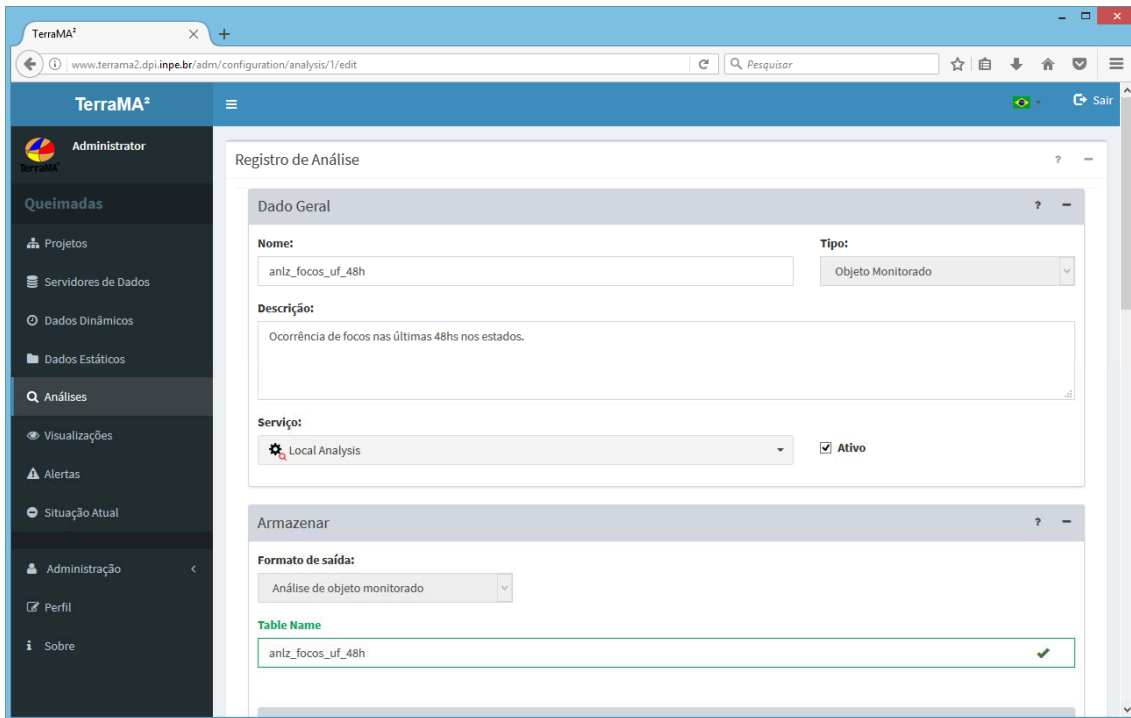 TerraMA²
www.terrama2.dpi.inpe.br/adm/configuration/analysis/1/edit
Pesquisar
TerraMA²
Sair
TerraMA²
Administrator
Queimadas
Projetos
Servidores de Dados
Dados Dinâmicos
Dados Estáticos
Análises
Visualizações
Alertas
Situação Atual
Administração
Perfil
Sobre
Registro de Análise
Dado Geral
Nome: Tipo:
anlz_focos_uf_48h Objeto Monitorado
Descrição:
Ocorrência de focos nas últimas 48hs nos estados.
Serviço:
Local Analysis Ativo
Armazenar
Formato de saída:
Análise de objeto monitorado
Table Name
anlz_focos_uf_48h